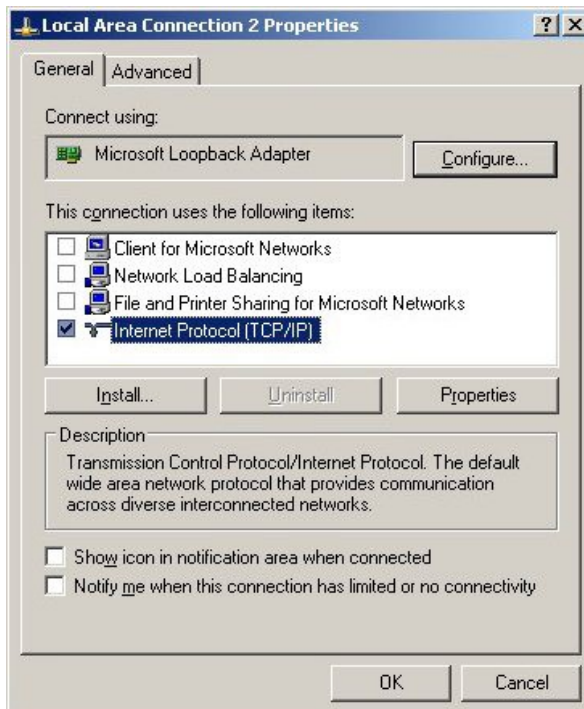 Local Area Connection 2 Properties
General
Advanced
Connect using:
Microsoft Loopback Adapter
Configure...
This connection uses the following items:
Client for Microsoft Networks
Network Load Balancing
File and Printer Sharing for Microsoft Networks
Internet Protocol (TCP/IP)
Install...
Uninstall
Properties
Description
Transmission Control Protocol/Internet Protocol. The default
wide area network protocol that provides communication
across diverse interconnected networks.
Show icon in notification area when connected
Notify me when this connection has limited or no connectivity
OK
Cancel